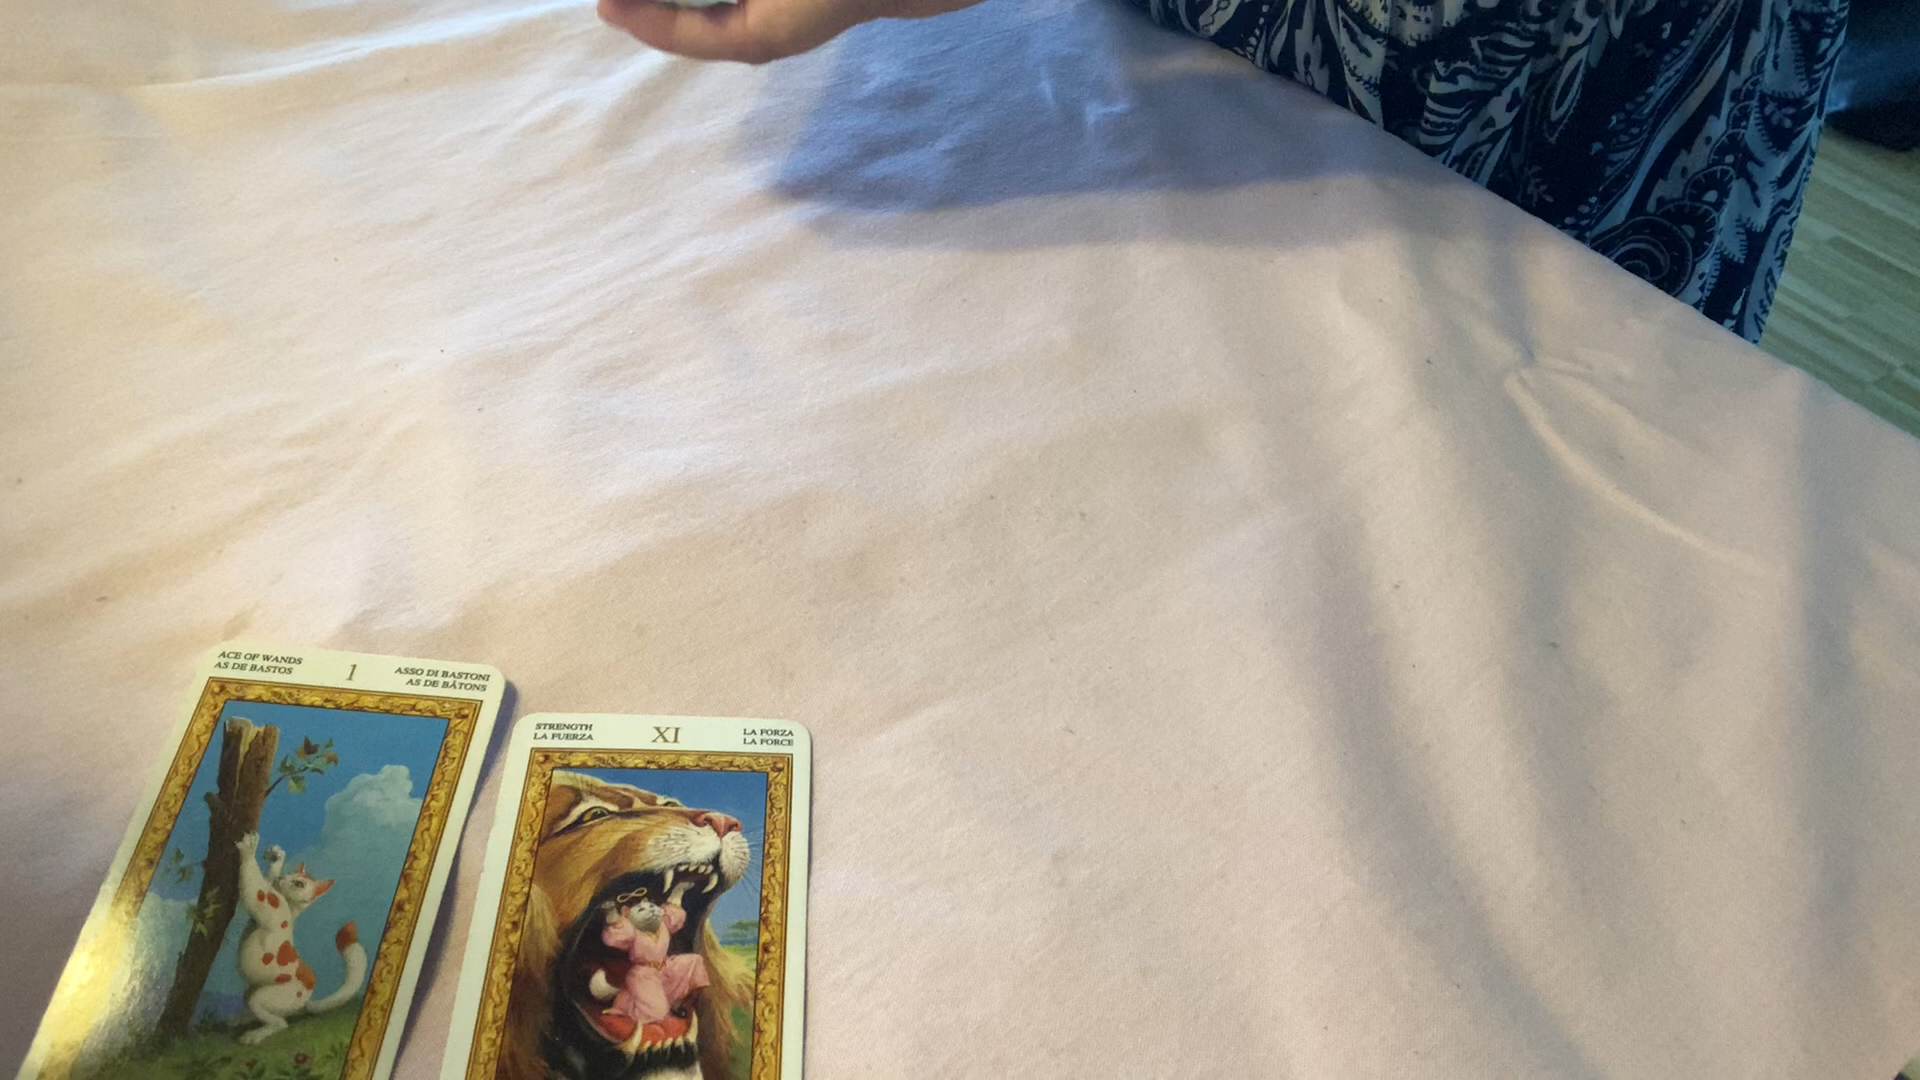 ACE OF WANDS
AS DE BASTOS
1
ASSO DI BASTONI
AS DE BÂTONS
STRENGTH
LA FUERZA
XI
LA FORZA
LA FORCE